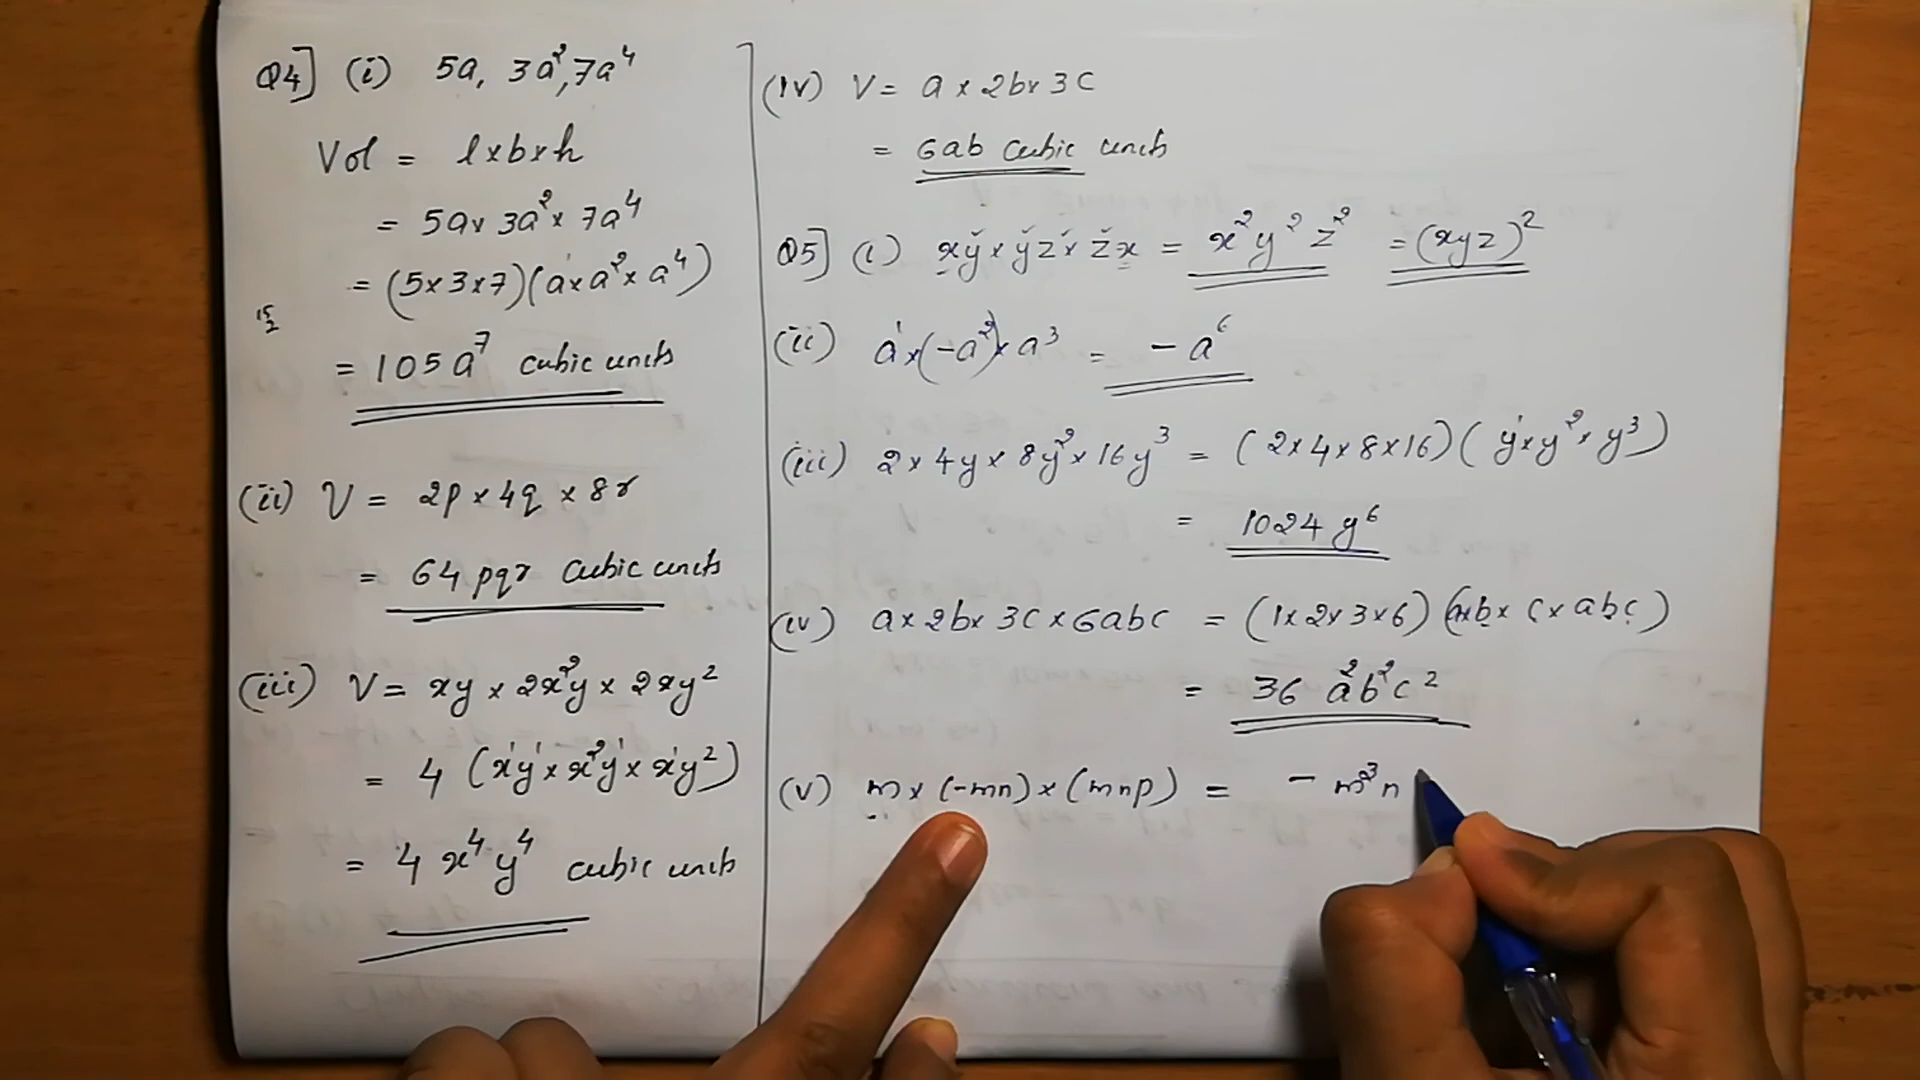 Q4] (i) 5a, 3a², 7a⁴
Vol = l×b×h
= 5a× 3a² × 7a⁴
= (5×3×7)(a¹×a²×a⁴)
15
2
= 105a⁷ cubic units
(ii) V = 2p × 4q × 8r
= 64 pqr cubic units
(iii) V = xy × 2x²y × 2xy²
= 4 (x¹y¹ × x²y¹ × x¹y²)
= 4 x⁴y⁴ cubic units
(iv) V = a × 2b× 3c
= 6ab cubic units
Q5] (i) xy × yz × zx = x²y²z² = (xyz)²
(ii) a¹×(-a²)× a³ = - a⁶
(iii) 2 × 4y × 8y² × 16y³ = (2×4×8×16)(y¹×y²×y³)
= 1024 y⁶
(iv) a × 2b× 3c × 6abc = (1×2×3×6)(a×b× c× abc)
= 36 a²b²c²
(v) m × (-mn) × (mnp) = - m³n